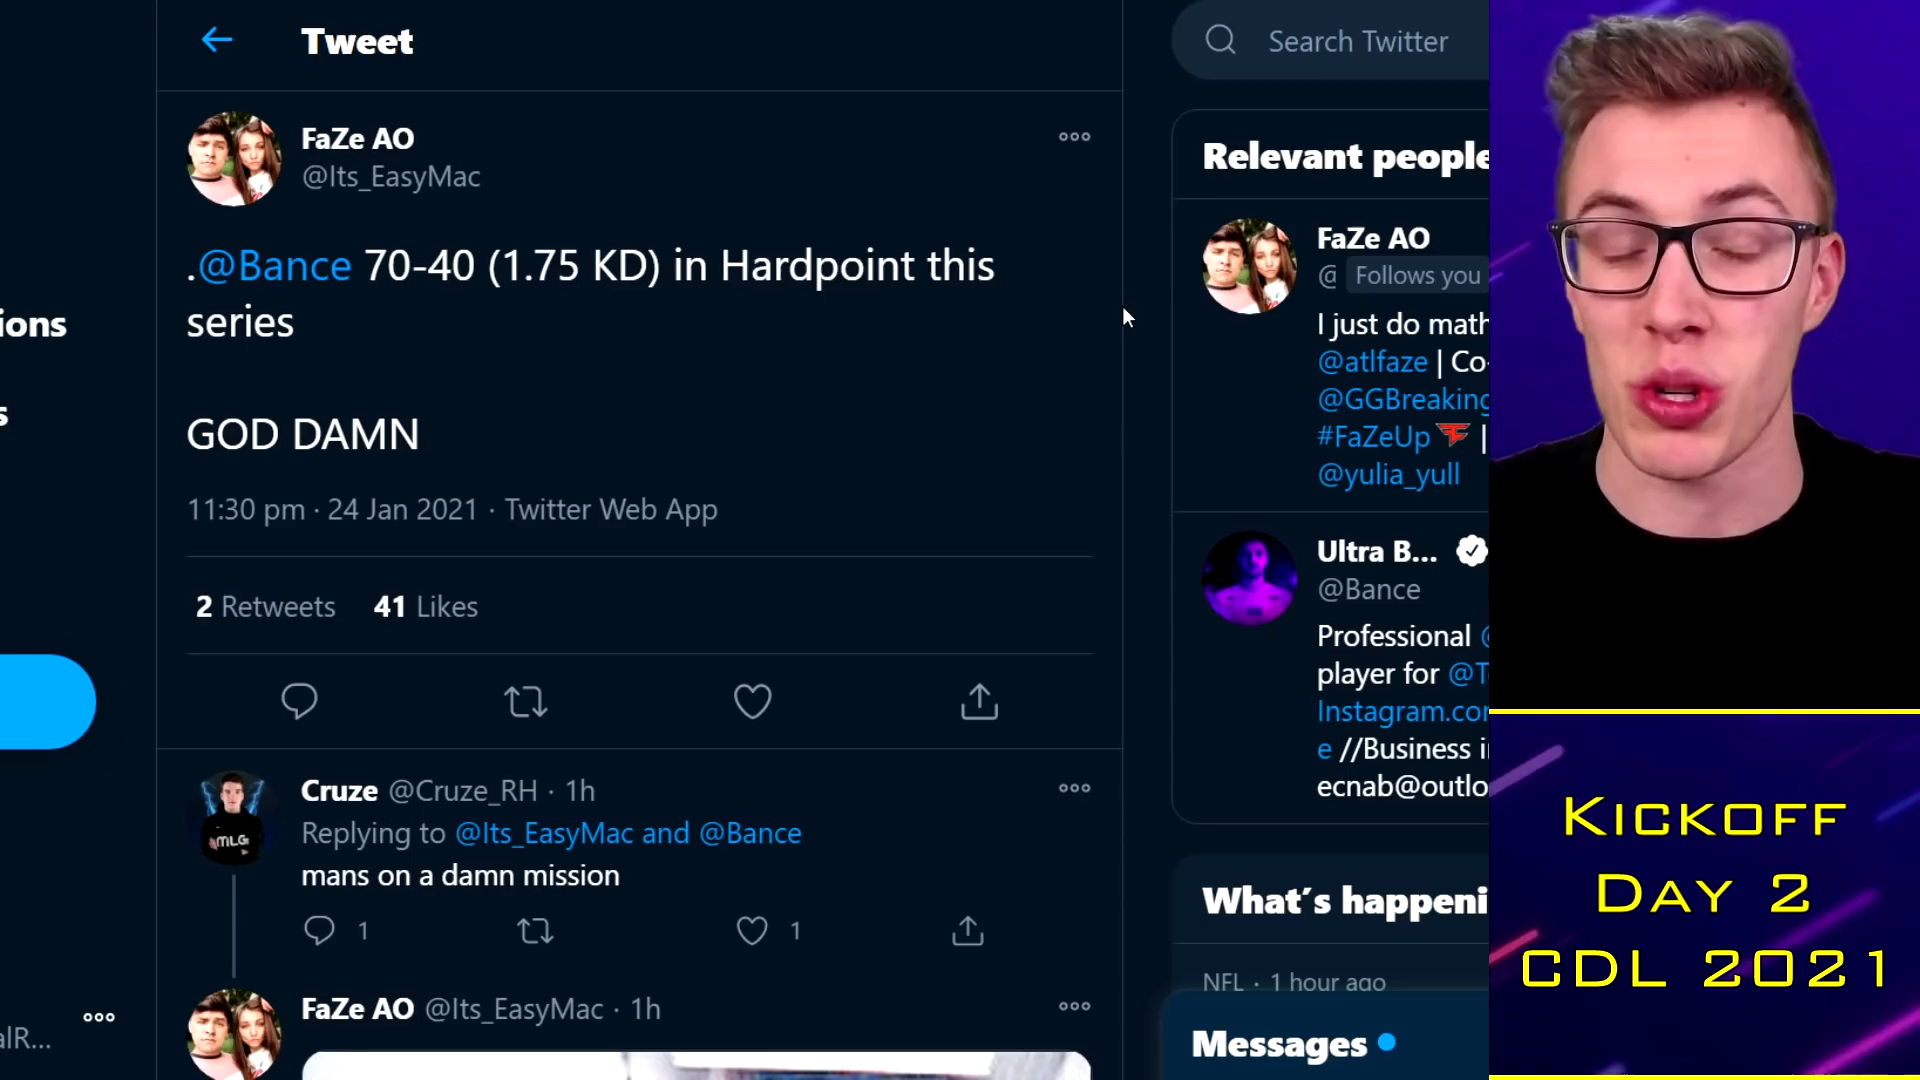 Tweet
Search Twitter
FaZe AO
@Its_EasyMac
.@Bance 70-40 (1.75 KD) in Hardpoint this
series
GOD DAMN
11:30 pm · 24 Jan 2021 · Twitter Web App
2 Retweets 41 Likes
Cruze @Cruze_RH · 1h
Replying to @Its_EasyMac and @Bance
mans on a damn mission
1
1
MLG
FaZe AO @Its_EasyMac · 1h
ions
s
alR...
Relevant people
FaZe AO
@ Follows you
I just do math
@atlfaze | Co-
@GGBreaking
#FaZeUp |
@yulia_yull
Ultra B...
@Bance
Professional @
player for @T
Instagram.co
e //Business i
ecnab@outlo
What's happeni
NFL · 1 hour ago
Messages
KICKOFF
DAY 2
CDL 2021